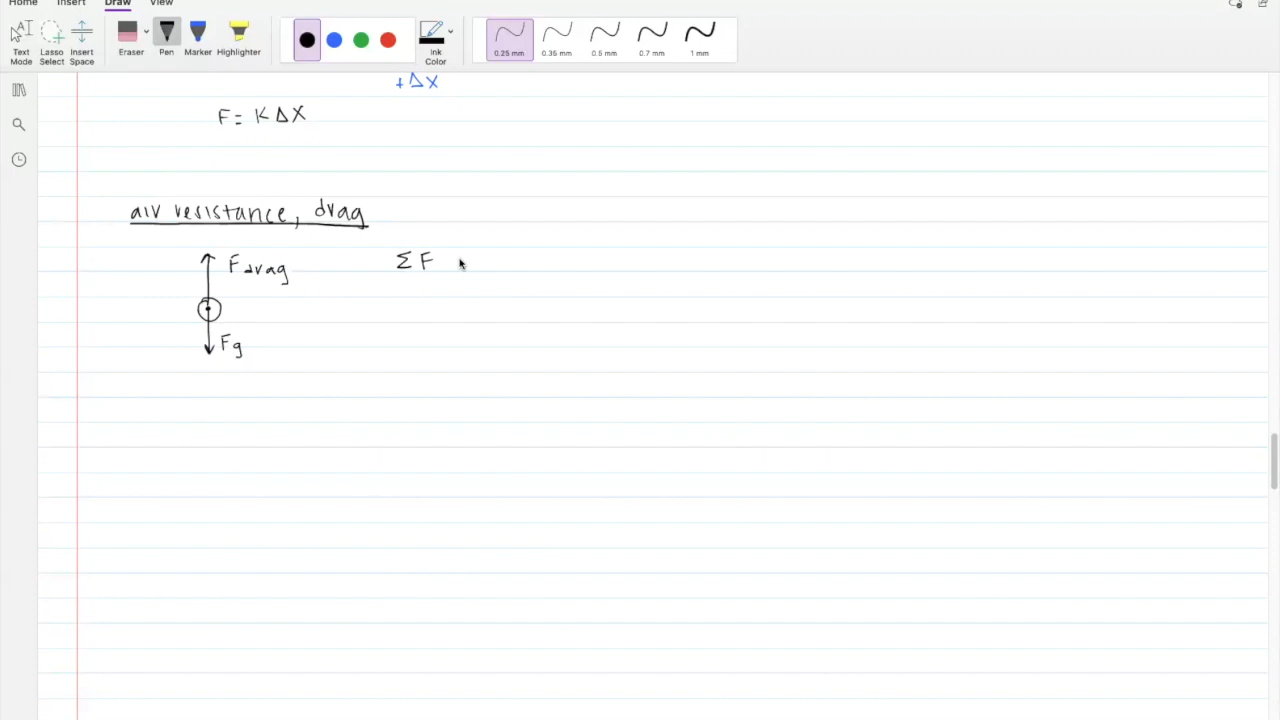 Home Insert Draw View
Text Mode Lasso Select Insert Space Eraser Pen Marker Highlighter Ink Color 0.25 mm 0.35 mm 0.5 mm 0.7 mm 1 mm
+ΔX
F = KΔX
air resistance, drag
Fdrag ΣF
Fg